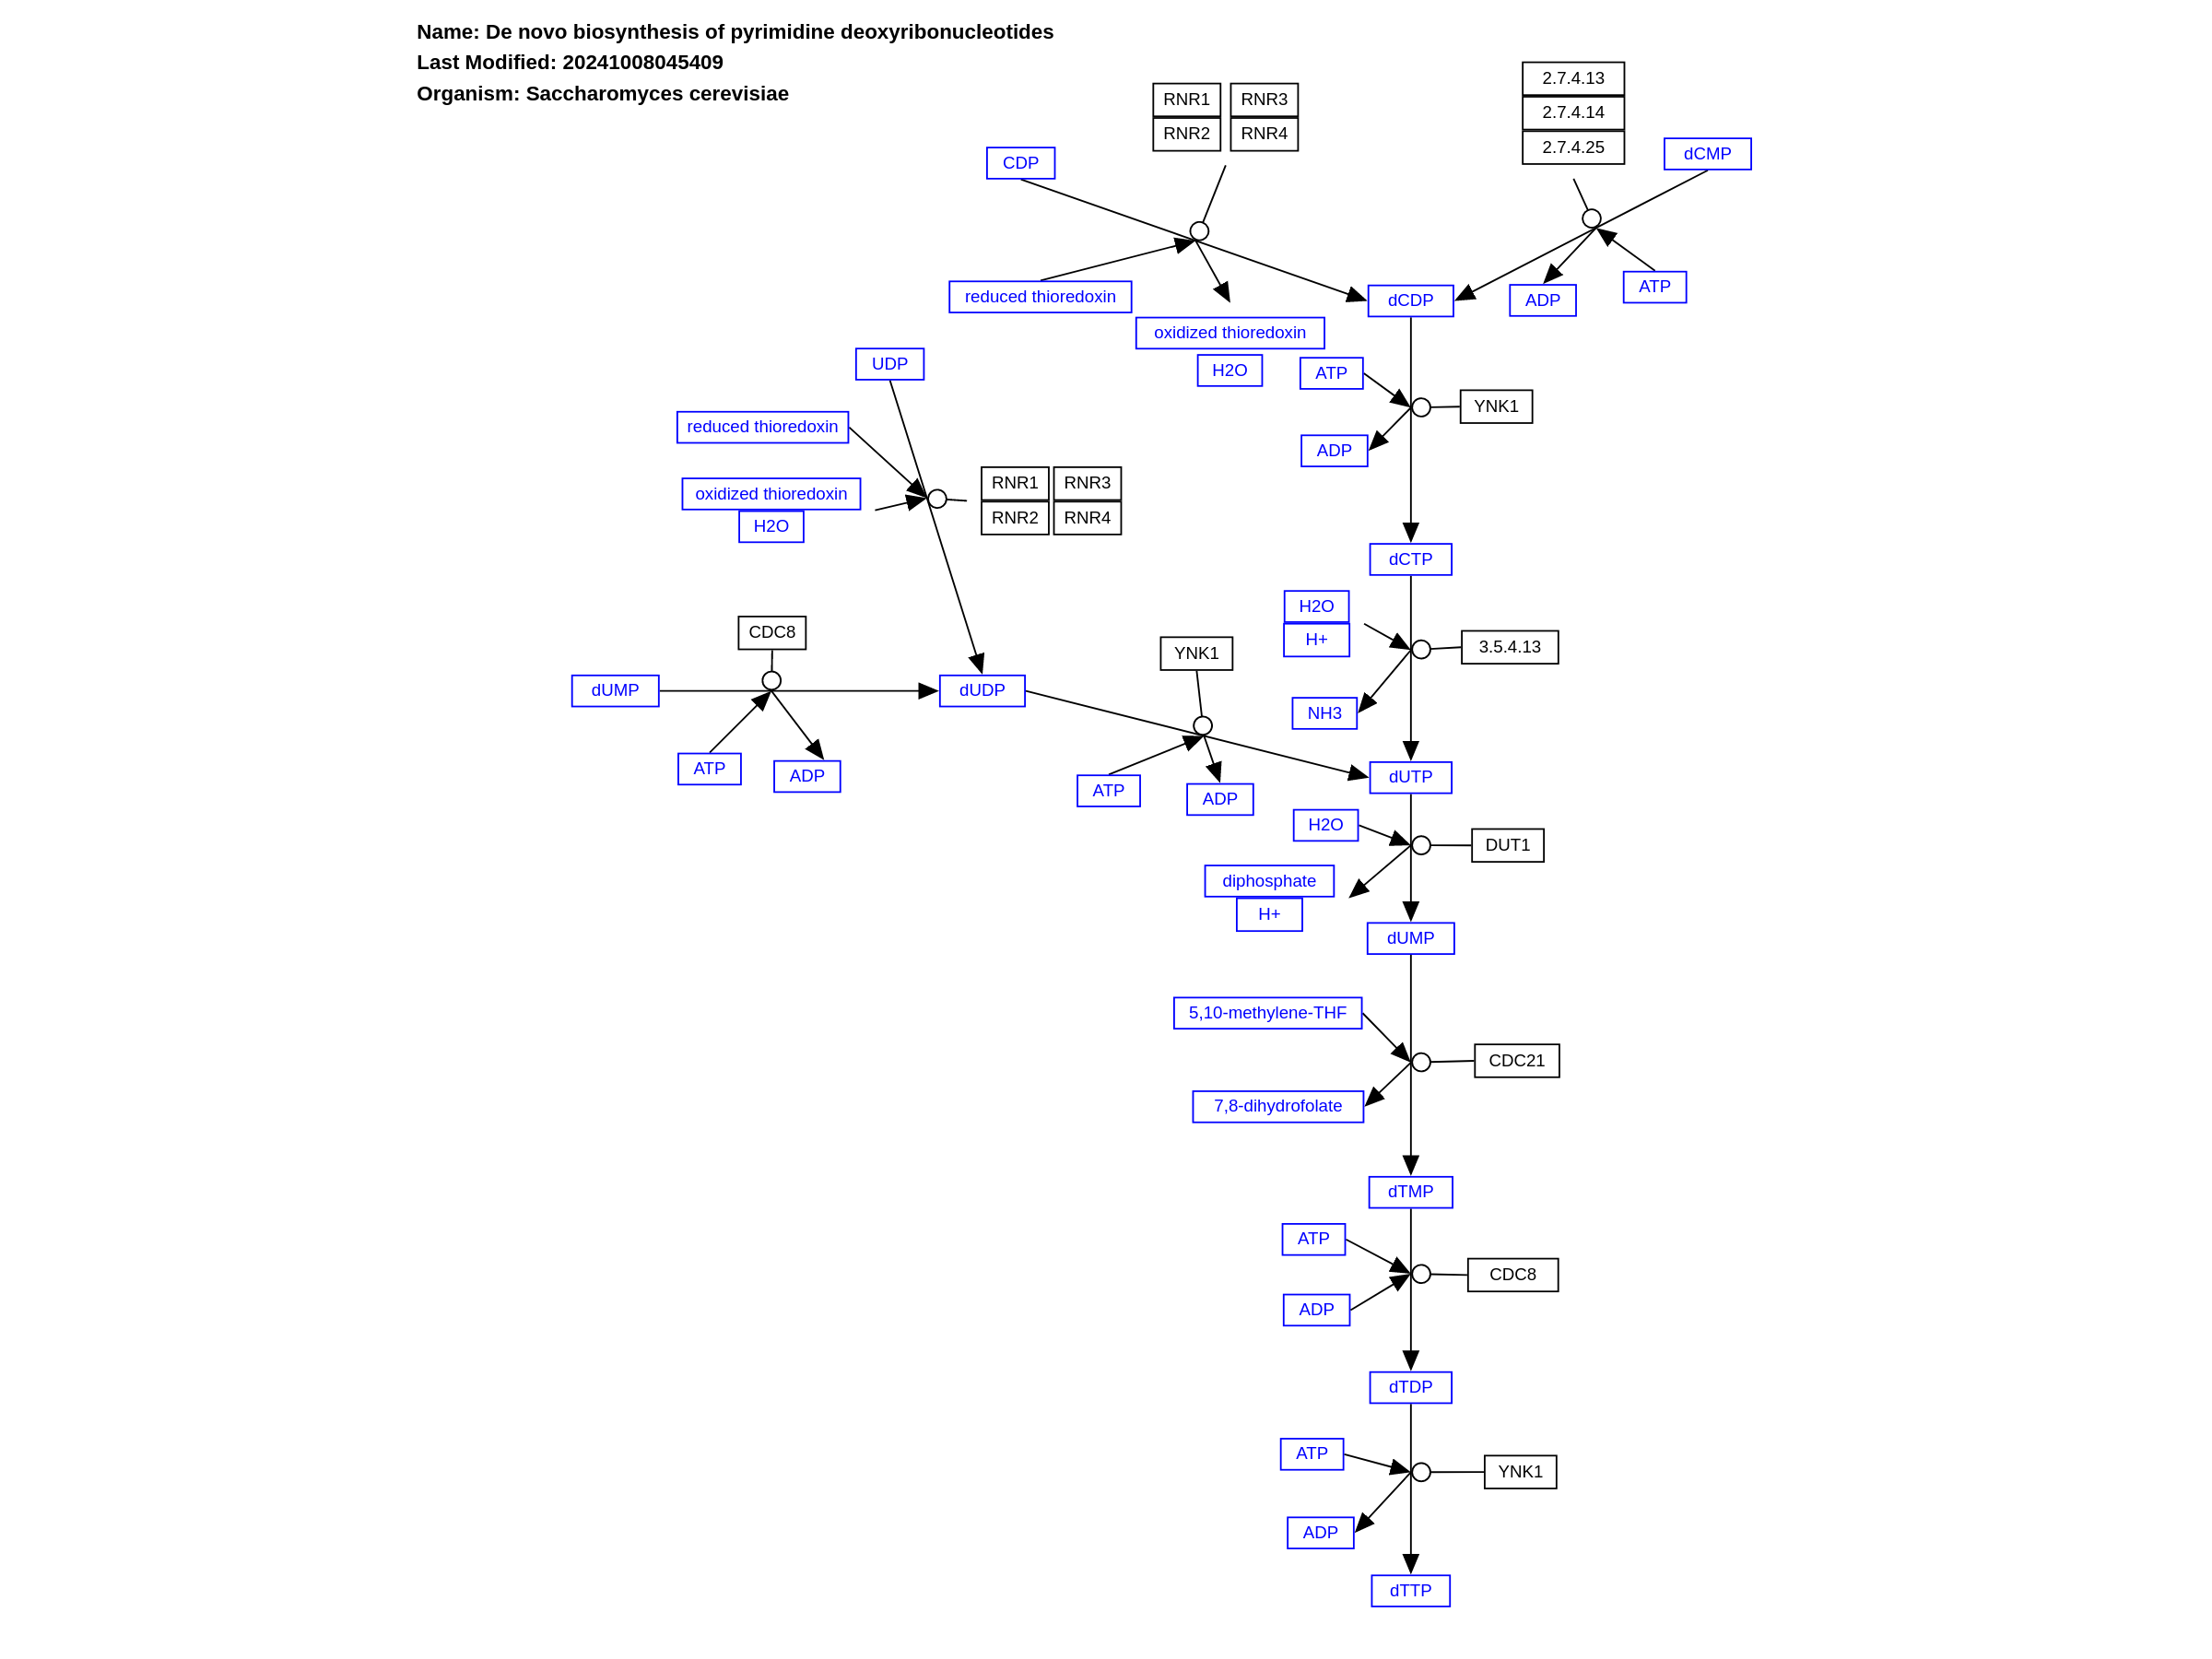 Name: De novo biosynthesis of pyrimidine deoxyribonucleotides
Last Modified: 20241008045409
Organism: Saccharomyces cerevisiae
2.7.4.13
RNR1 RNR3
2.7.4.14
RNR2 RNR4
2.7.4.25
dCMP
CDP
ATP
reduced thioredoxin
dCDP
ADP
oxidized thioredoxin
UDP
H2O
ATP
YNK1
reduced thioredoxin
ADP
RNR1 RNR3
oxidized thioredoxin
RNR2 RNR4
H2O
dCTP
H2O
CDC8
H+
3.5.4.13
YNK1
dUMP
dUDP
NH3
ATP
ADP
dUTP
ATP
ADP
H2O
DUT1
diphosphate
H+
dUMP
5,10-methylene-THF
CDC21
7,8-dihydrofolate
dTMP
ATP
CDC8
ADP
dTDP
ATP
YNK1
ADP
dTTP